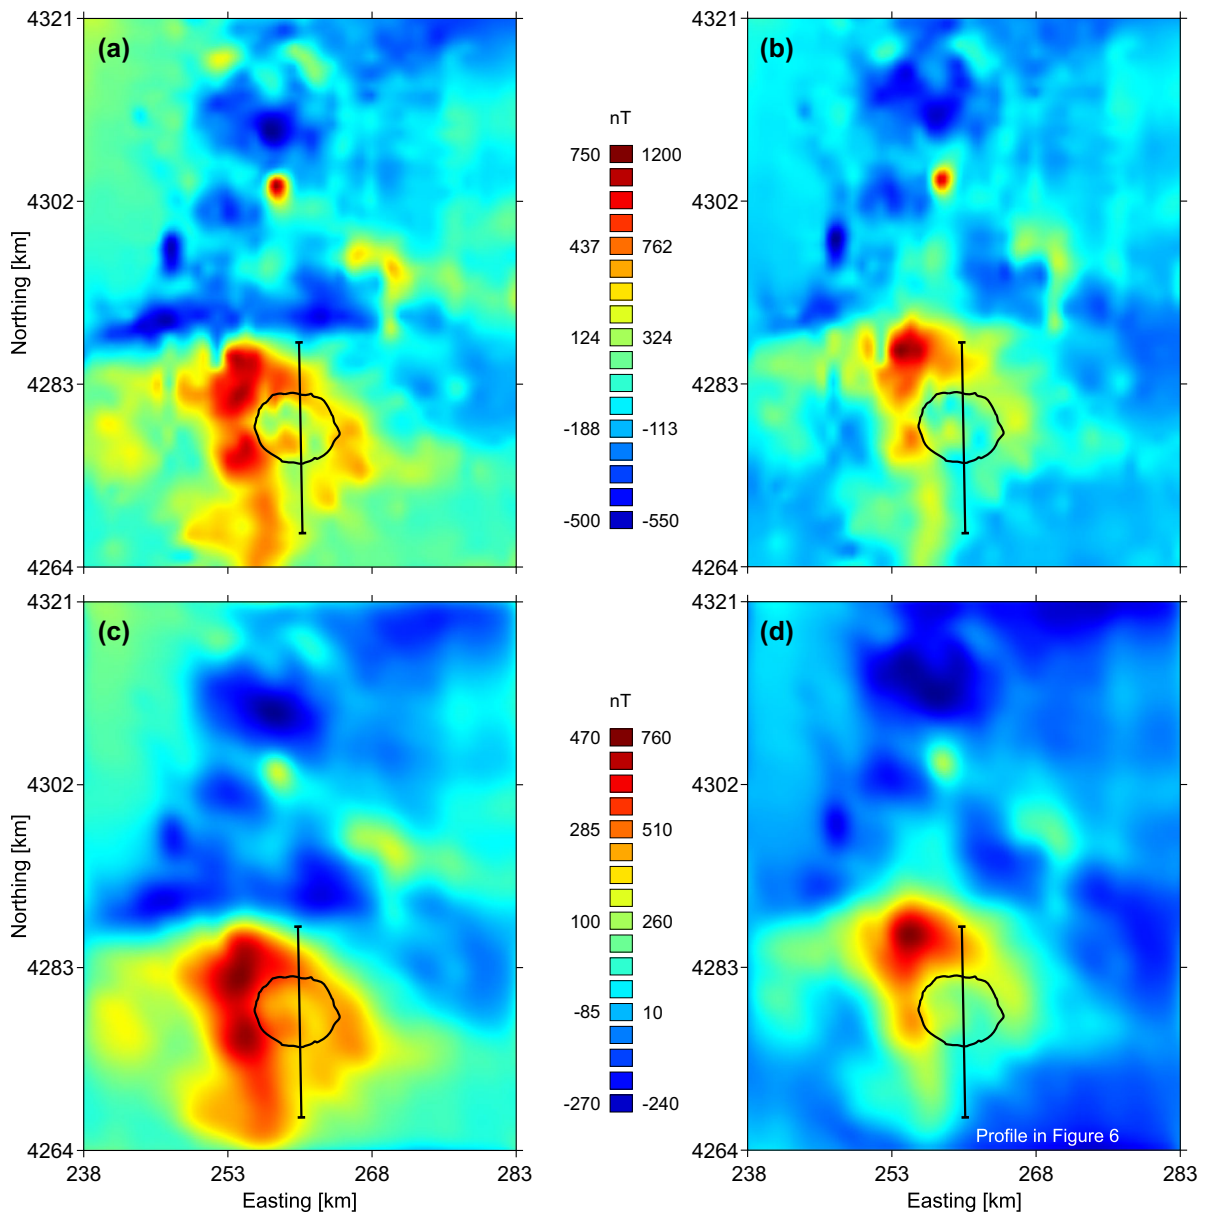 4321
(a)
(b)
4321
nT
750 1200
4302
4302
437 762
Northing [km]
124 324
4283
4283
-188 -113
-500 -550
4264
4264
4321
(c)
(d)
4321
nT
470 760
4302
4302
285 510
Northing [km]
100 260
4283
4283
-85 10
-270 -240
Profile in Figure 6
4264
4264
238 253 268 283
238 253 268 283
Easting [km]
Easting [km]